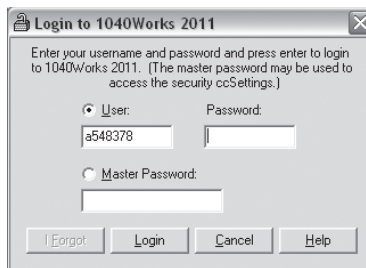 Login to 1040Works 2011
Enter your username and password and press enter to login
to 1040Works 2011. (The master password may be used to
access the security ccSettings.)
User: Password:
a548378
Master Password:
I Forgot Login Cancel Help